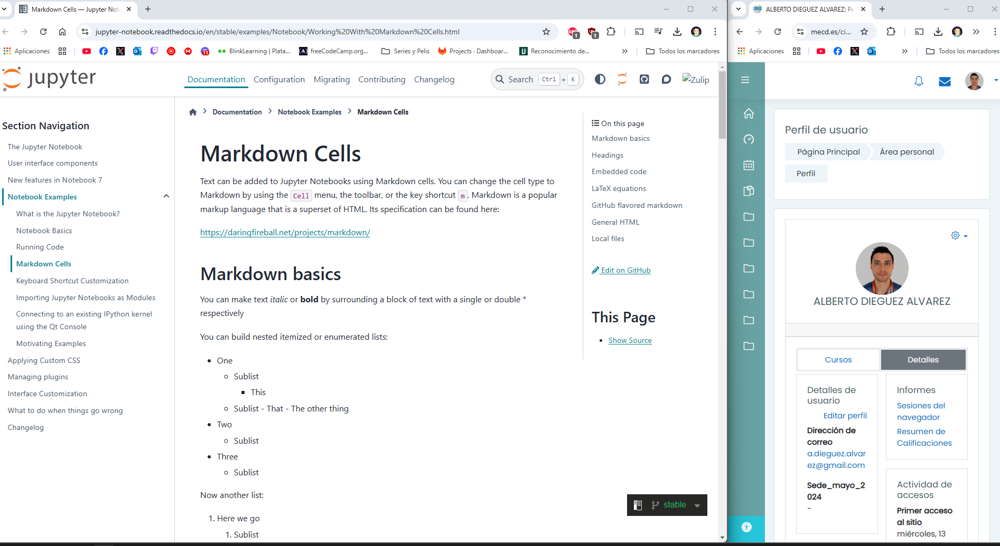 Markdown Cells — Jupyter Not
jupyter-notebook.readthedocs.io/en/stable/examples/Notebook/Working%20With%20Markdown%20Cells.html
1
1
Aplicaciones
11
BlinkLearning | Plata...
freeCodeCamp.org...
Series y Pelis
Projects · Dashboar...
Reconocimiento de...
Todos los marcadores
jupyter
Documentation
Configuration
Migrating
Contributing
Changelog
Search Ctrl + K
Zulip
Section Navigation
The Jupyter Notebook
User interface components
New features in Notebook 7
Notebook Examples
What is the Jupyter Notebook?
Notebook Basics
Running Code
Markdown Cells
Keyboard Shortcut Customization
Importing Jupyter Notebooks as Modules
Connecting to an existing IPython kernel
using the Qt Console
Motivating Examples
Applying Custom CSS
Managing plugins
Interface Customization
What to do when things go wrong
Changelog
Documentation > Notebook Examples > Markdown Cells
Markdown Cells
Text can be added to Jupyter Notebooks using Markdown cells. You can change the cell type to
Markdown by using the Cell menu, the toolbar, or the key shortcut m. Markdown is a popular
markup language that is a superset of HTML. Its specification can be found here:
https://daringfireball.net/projects/markdown/
Markdown basics
You can make text italic or bold by surrounding a block of text with a single or double *
respectively
You can build nested itemized or enumerated lists:
One
Sublist
This
Sublist - That - The other thing
Two
Sublist
Three
Sublist
Now another list:
1. Here we go
1. Sublist
On this page
Markdown basics
Headings
Embedded code
LaTeX equations
GitHub flavored markdown
General HTML
Local files
Edit on GitHub
This Page
Show Source
stable
ALBERTO DIEGUEZ ALVAREZ: Pe
mecd.es/ci...
Aplicaciones
Todos los marcadores
Perfil de usuario
Página Principal
Área personal
Perfil
ALBERTO DIEGUEZ ALVAREZ
Cursos
Detalles
Detalles de
usuario
Editar perfil
Dirección de
correo
a.dieguez.alvar
ez@gmail.com
Sede_mayo_2
024
-
Informes
Sesiones del
navegador
Resumen de
Calificaciones
Actividad de
accesos
Primer acceso
al sitio
miércoles, 13